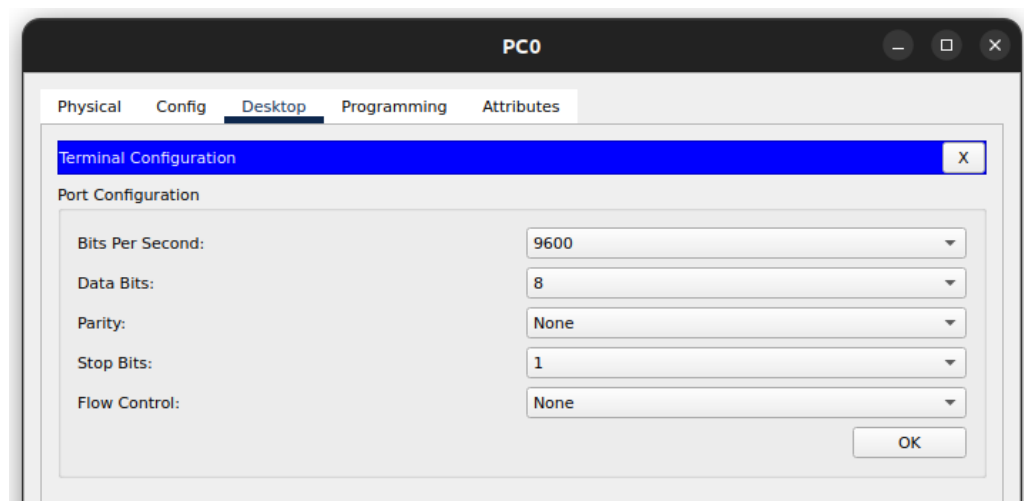 PC0
Physical Config Desktop Programming Attributes
Terminal Configuration X
Port Configuration
Bits Per Second: 9600
Data Bits: 8
Parity: None
Stop Bits: 1
Flow Control: None
OK